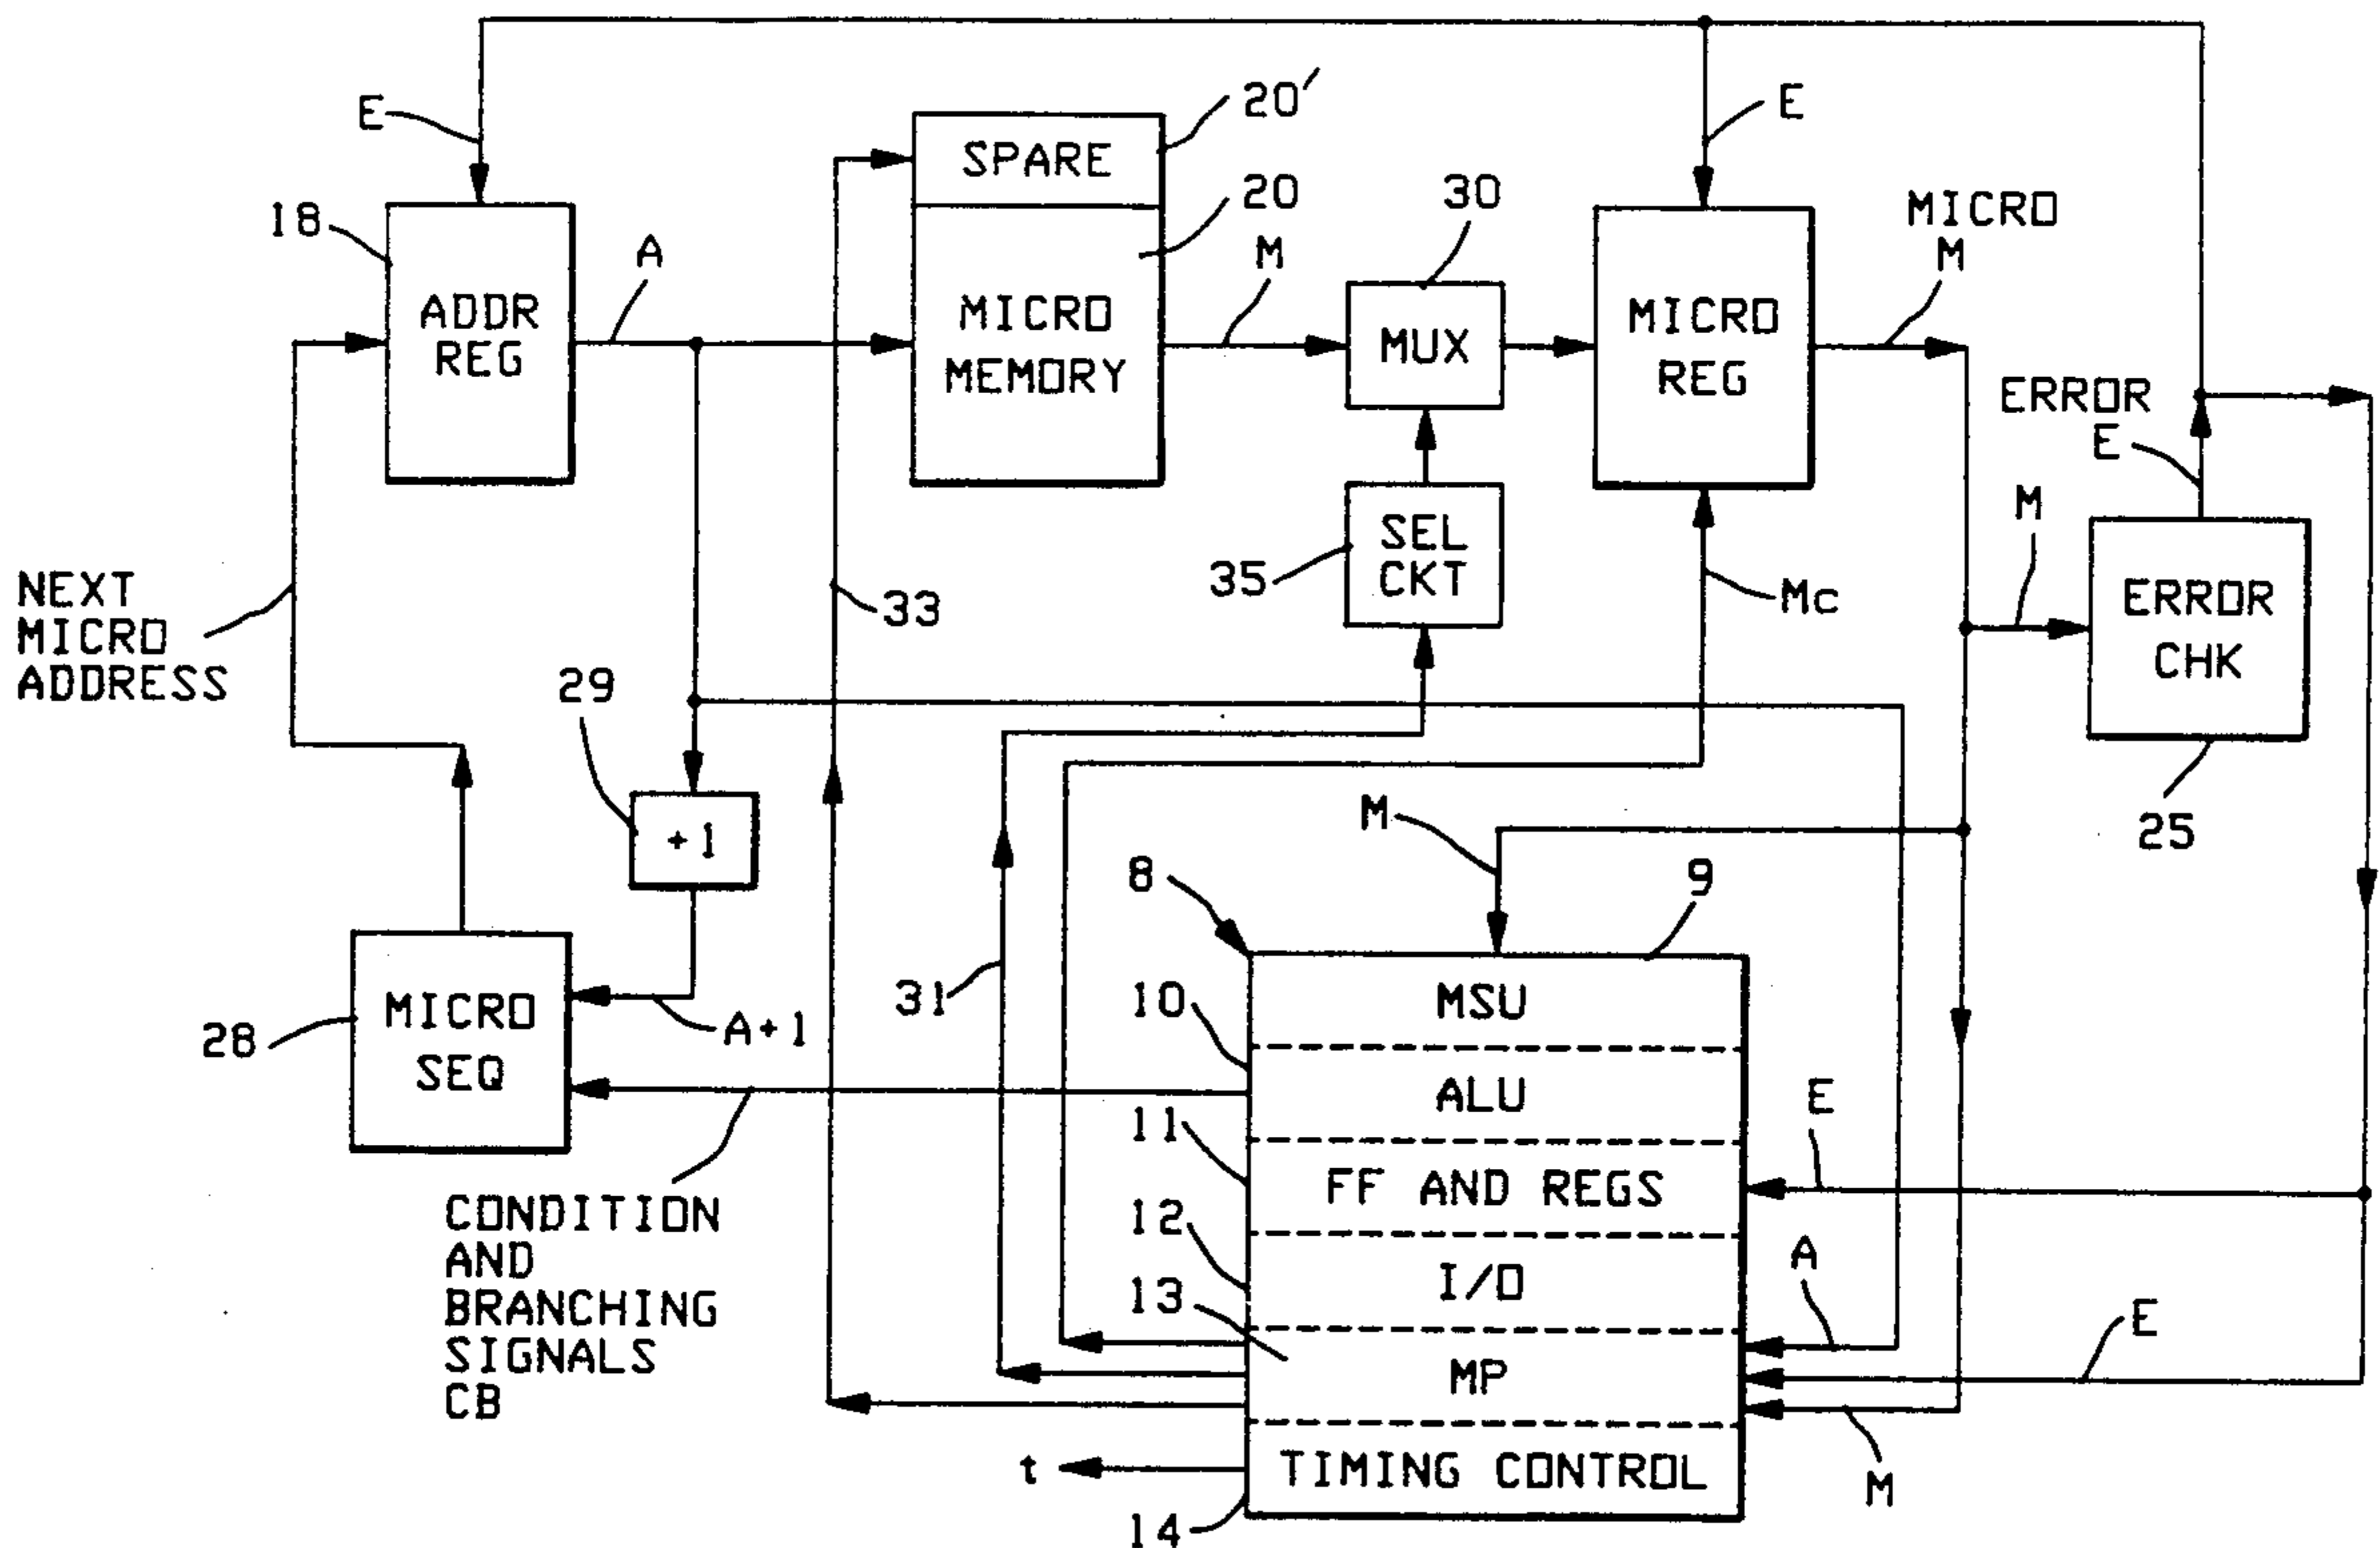 E
18
ADDR
REG
A
SPARE
20'
MICRO
MEMORY
20
M
30
MUX
SEL
CKT
35
E
MICRO
REG
MICRO
M
Mc
ERROR
E
M
ERROR
CHK
25
NEXT
MICRO
ADDRESS
33
29
+1
A+1
28
MICRO
SEQ
CONDITION
AND
BRANCHING
SIGNALS
CB
31
M
8
9
MSU
10
ALU
11
FF AND REGS
12
I/O
13
MP
TIMING CONTROL
14
t
E
A
E
M